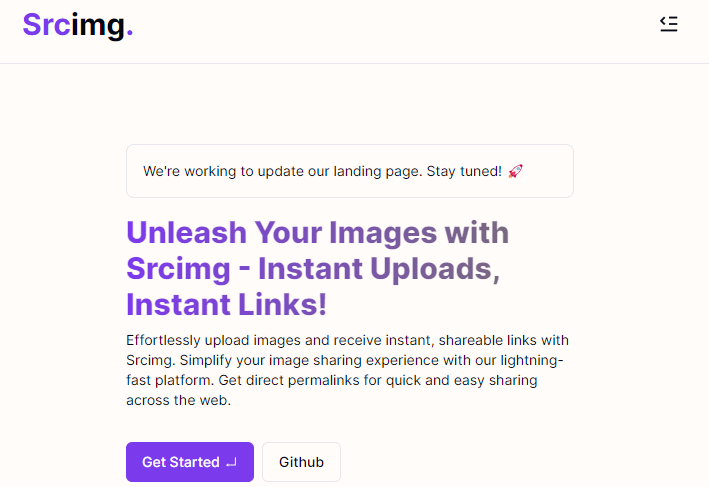 Srcimg.
We're working to update our landing page. Stay tuned! 🚀
Unleash Your Images with
Srcimg - Instant Uploads,
Instant Links!
Effortlessly upload images and receive instant, shareable links with
Srcimg. Simplify your image sharing experience with our lightning-
fast platform. Get direct permalinks for quick and easy sharing
across the web.
Get Started ↵
Github